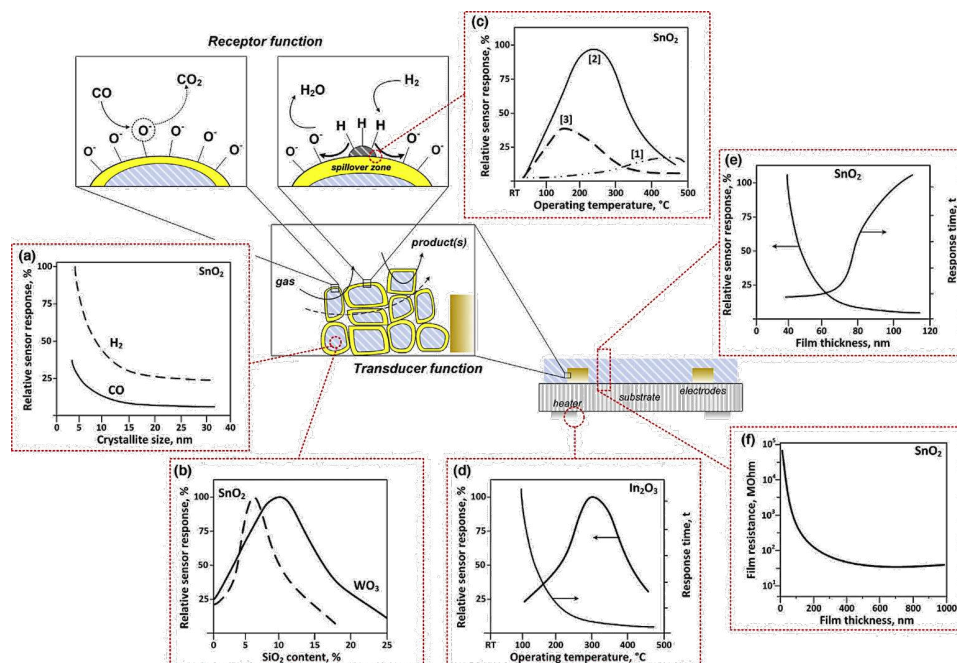 Receptor function
CO
CO2
O-
O-
O-
O-
O-
O-
H2O
H2
H
H
H
O-
O-
O-
O-
spillover zone
(c)
SnO2
Relative sensor response, %
100
75
50
25
[2]
[3]
[1]
RT
100
200
300
400
500
Operating temperature, °C
(e)
SnO2
Relative sensor response, %
100
75
50
25
0
40
60
80
100
120
Film thickness, nm
Response time, t
(a)
SnO2
Relative sensor response, %
100
75
50
25
H2
CO
0
5
10
20
25
30
40
Crystallite size, nm
gas
product(s)
Transducer function
heater
substrate
electrodes
(b)
SnO2
WO3
Relative sensor response, %
100
75
50
25
0
5
10
15
20
25
SiO2 content, %
(d)
In2O3
Relative sensor response, %
100
75
50
25
RT
100
200
300
400
500
Operating temperature, °C
Response time, t
(f)
SnO2
Film resistance, MOhm
10^5
10^4
10^3
10^2
10^1
0
200
400
600
800
1000
Film thickness, nm